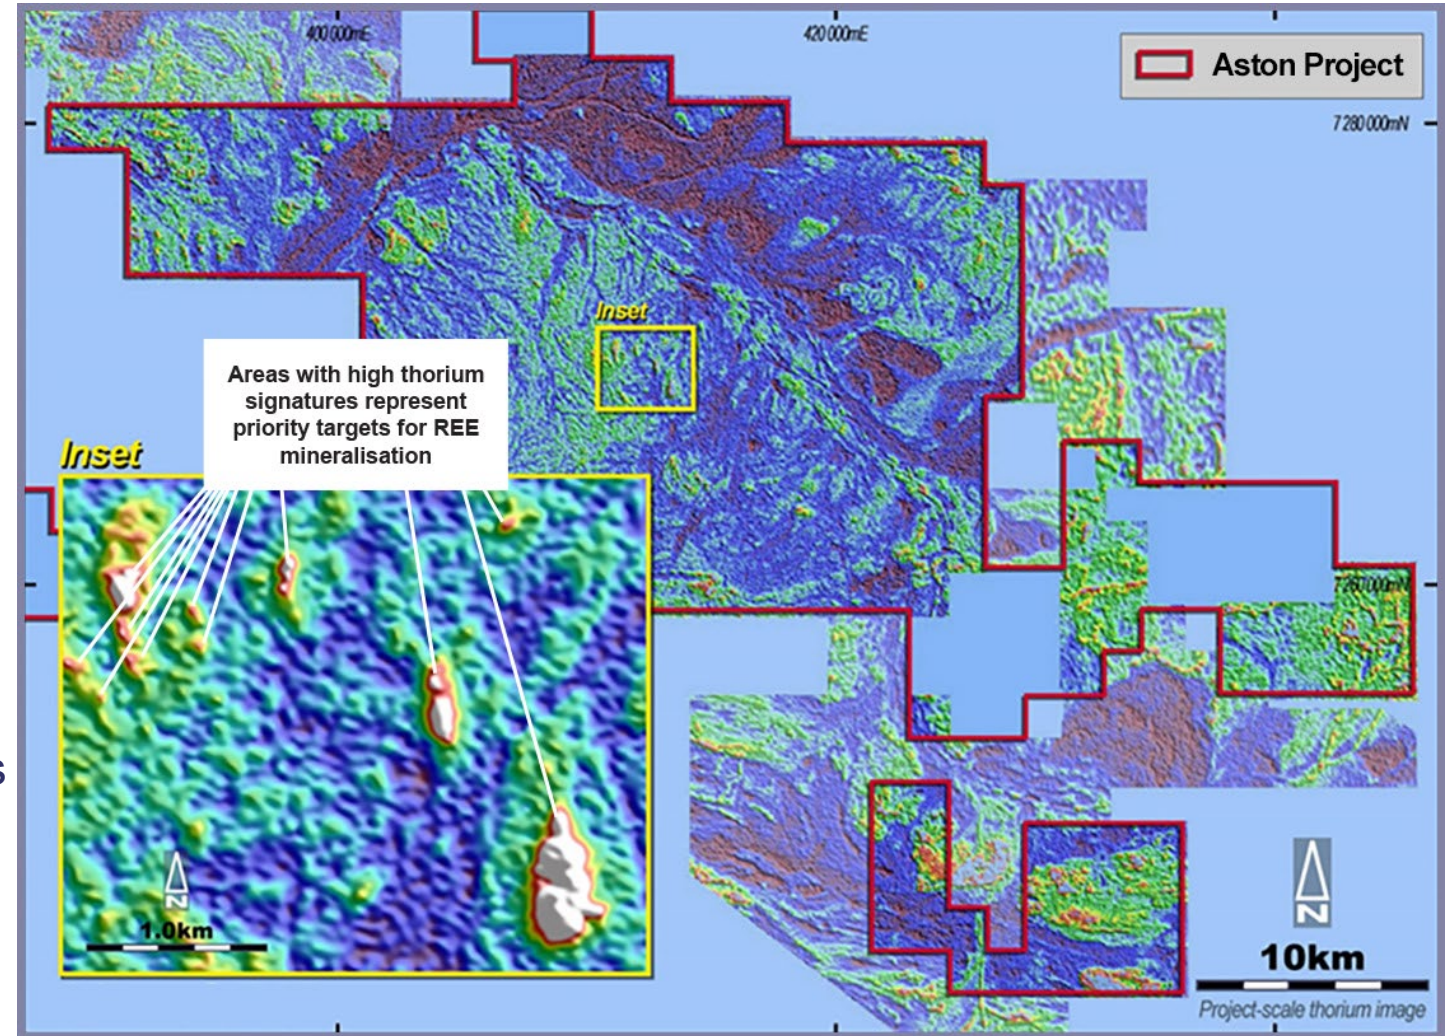 400 000mE
420 000mE
Aston Project
7 280 000mN
Inset
Areas with high thorium
signatures represent
priority targets for REE
mineralisation
Inset
7 260 000mN
s
N
1.0km
N
10km
Project-scale thorium image